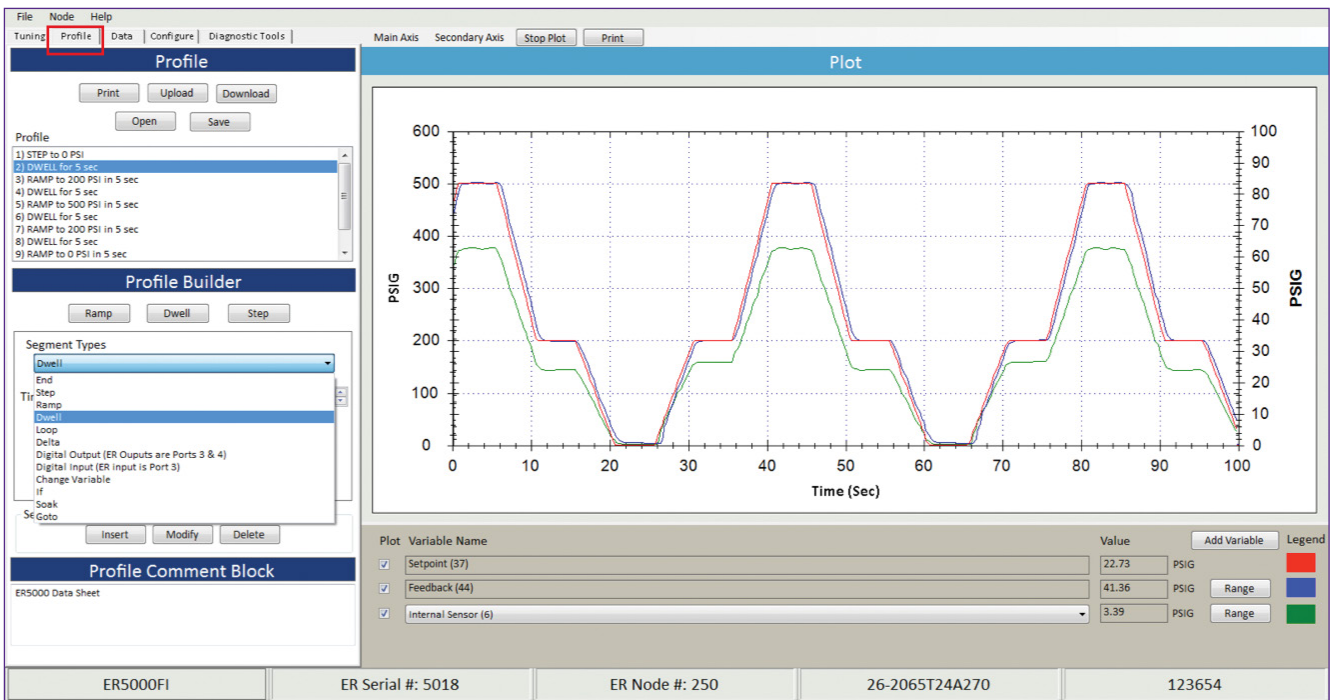 File Node Help
Tuning Profile Data Configure Diagnostic Tools
Main Axis Secondary Axis Stop Plot Print
Profile
Print Upload Download
Open Save
Profile
1) STEP to 0 PSI
2) DWELL for 5 sec
3) RAMP to 200 PSI in 5 sec
4) DWELL for 5 sec
5) RAMP to 500 PSI in 5 sec
6) DWELL for 5 sec
7) RAMP to 200 PSI in 5 sec
8) DWELL for 5 sec
9) RAMP to 0 PSI in 5 sec
Profile Builder
Ramp Dwell Step
Segment Types
Dwell
End
Step
Ramp
Dwell
Loop
Delta
Digital Output (ER Ouputs are Ports 3 & 4)
Digital Input (ER input is Port 3)
Change Variable
If
Soak
Goto
Insert Modify Delete
Profile Comment Block
ER5000 Data Sheet
Plot
600
500
400
300
200
100
0
PSIG
100
90
80
70
60
50
40
30
20
10
0
PSIG
0 10 20 30 40 50 60 70 80 90 100
Time (Sec)
Plot Variable Name Value Add Variable Legend
Setpoint (37) 22.73 PSIG
Feedback (44) 41.36 PSIG Range
Internal Sensor (6) 3.39 PSIG Range
ER5000FI ER Serial #: 5018 ER Node #: 250 26-2065T24A270 123654